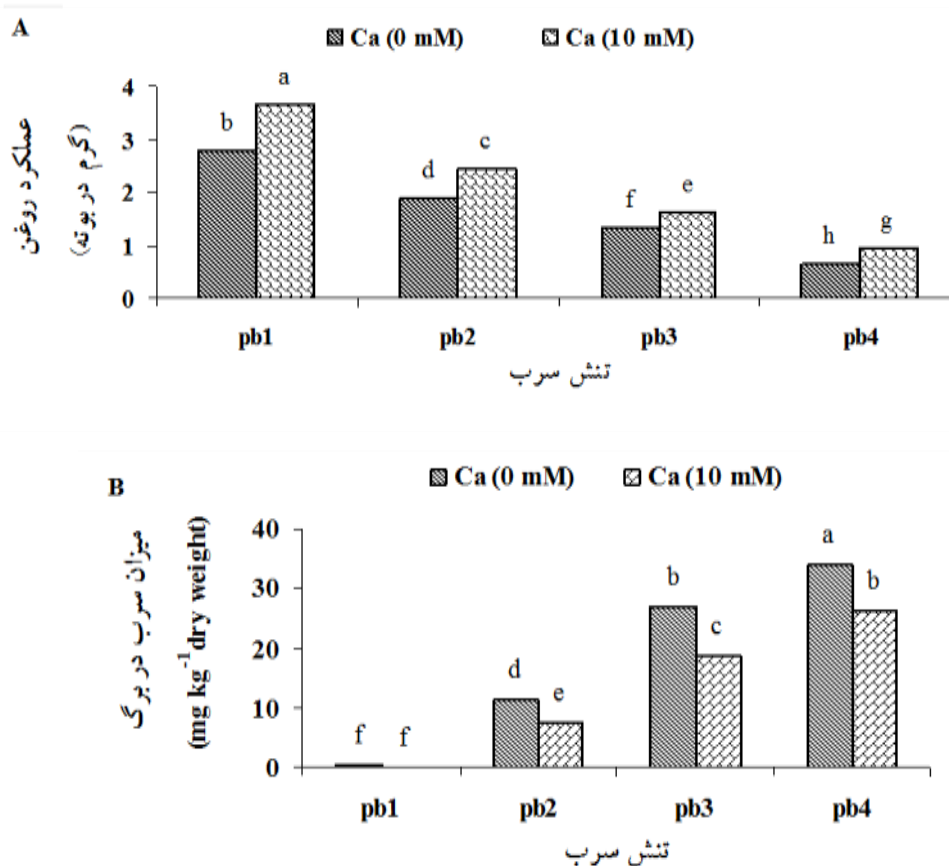 A
Ca (0 mM) Ca (10 mM)
عملکرد روغن
(گرم در بوته)
4
3
2
1
0
b a d c f e h g
pb1 pb2 pb3 pb4
تنش سرب
B
Ca (0 mM) Ca (10 mM)
میزان سرب در برگ
(mg kg⁻¹ dry weight)
40
30
20
10
0
f f d e b c a b
pb1 pb2 pb3 pb4
تنش سرب